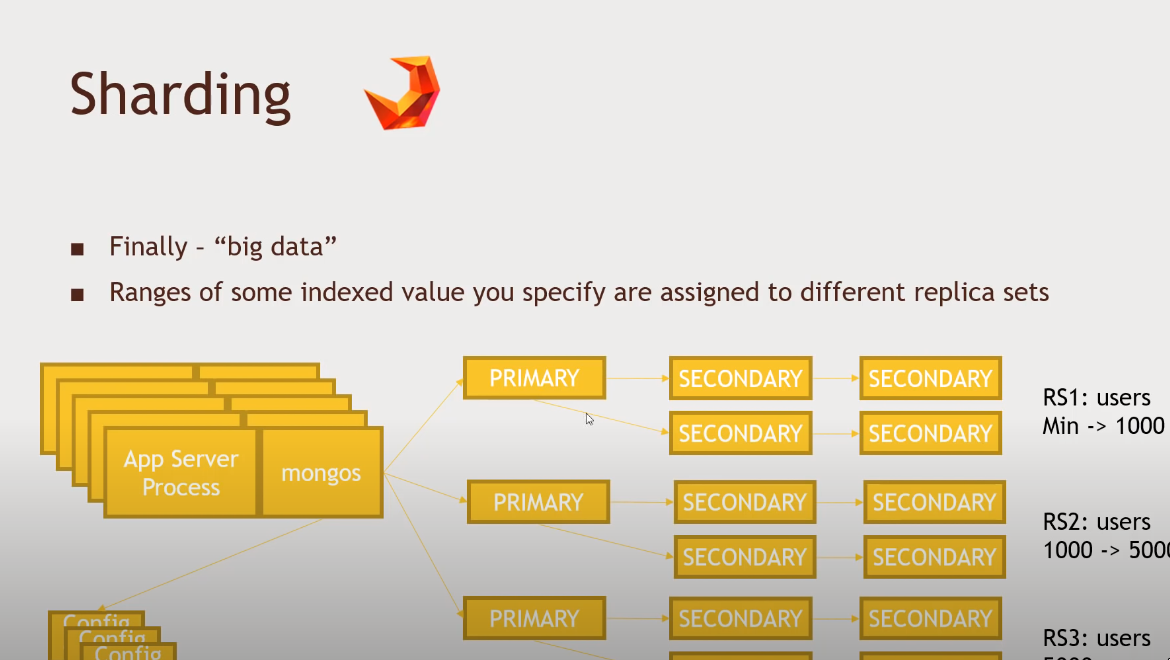 Sharding
■ Finally – “big data”
■ Ranges of some indexed value you specify are assigned to different replica sets
App Server
Process
mongos
PRIMARY
SECONDARY
SECONDARY
SECONDARY
SECONDARY
RS1: users
Min -> 1000
PRIMARY
SECONDARY
SECONDARY
SECONDARY
SECONDARY
RS2: users
1000 ->
PRIMARY
SECONDARY
SECONDARY
RS3: users
Config
Config
Config